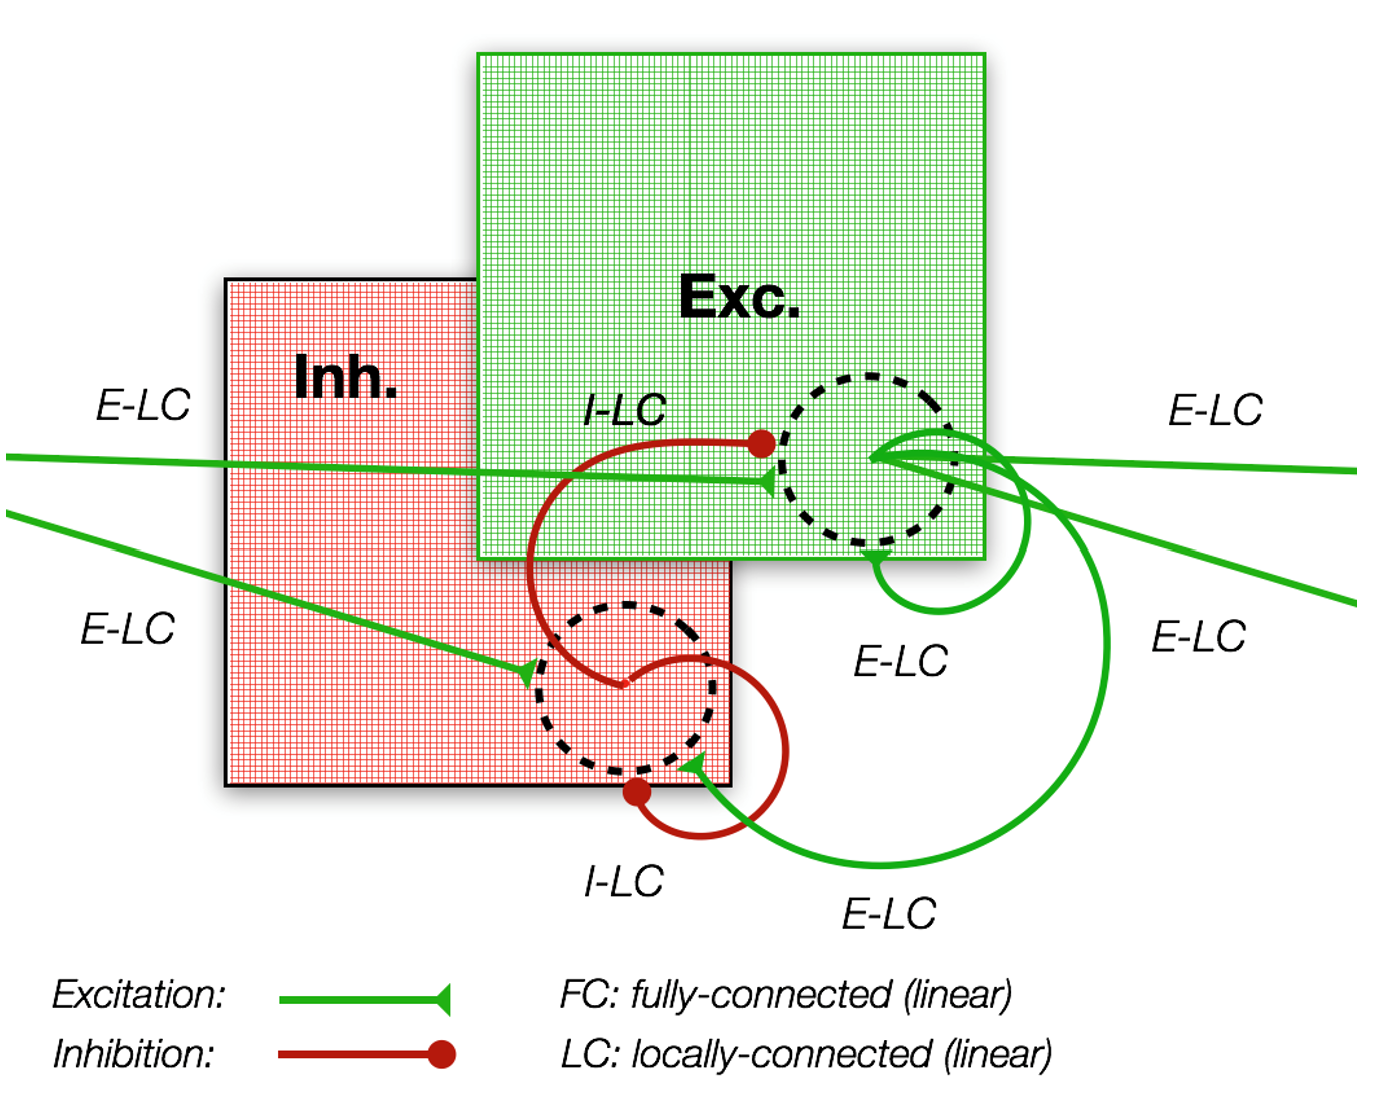 Exc.
Inh.
E-LC
I-LC
E-LC
E-LC
E-LC
E-LC
I-LC
E-LC
Excitation:
FC: fully-connected (linear)
Inhibition:
LC: locally-connected (linear)